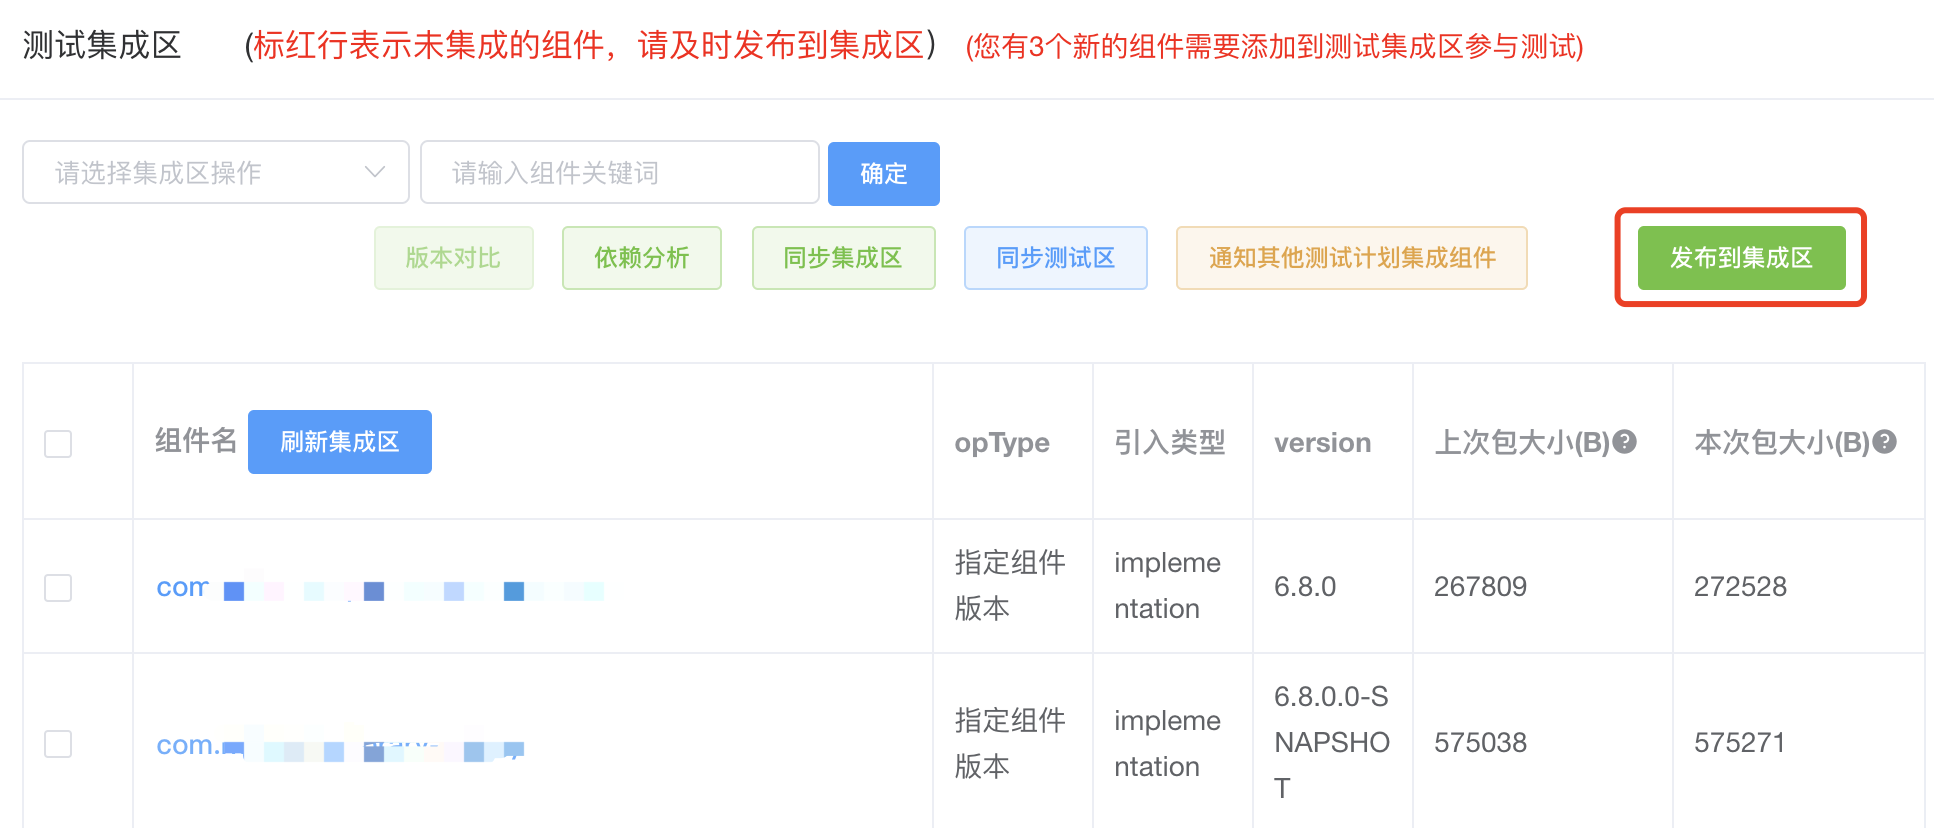 测试集成区 (标红行表示未集成的组件，请及时发布到集成区) (您有3个新的组件需要添加到测试集成区参与测试)
请选择集成区操作 请输入组件关键词 确定
版本对比 依赖分析 同步集成区 同步测试区 通知其他测试计划集成组件 发布到集成区
组件名 刷新集成区 opType 引入类型 version 上次包大小(B) 本次包大小(B)
指定组件 impleme
com 6.8.0 267809 272528
版本 ntation
6.8.0.0-S
指定组件 impleme
com. NAPSHO 575038 575271
版本 ntation
T